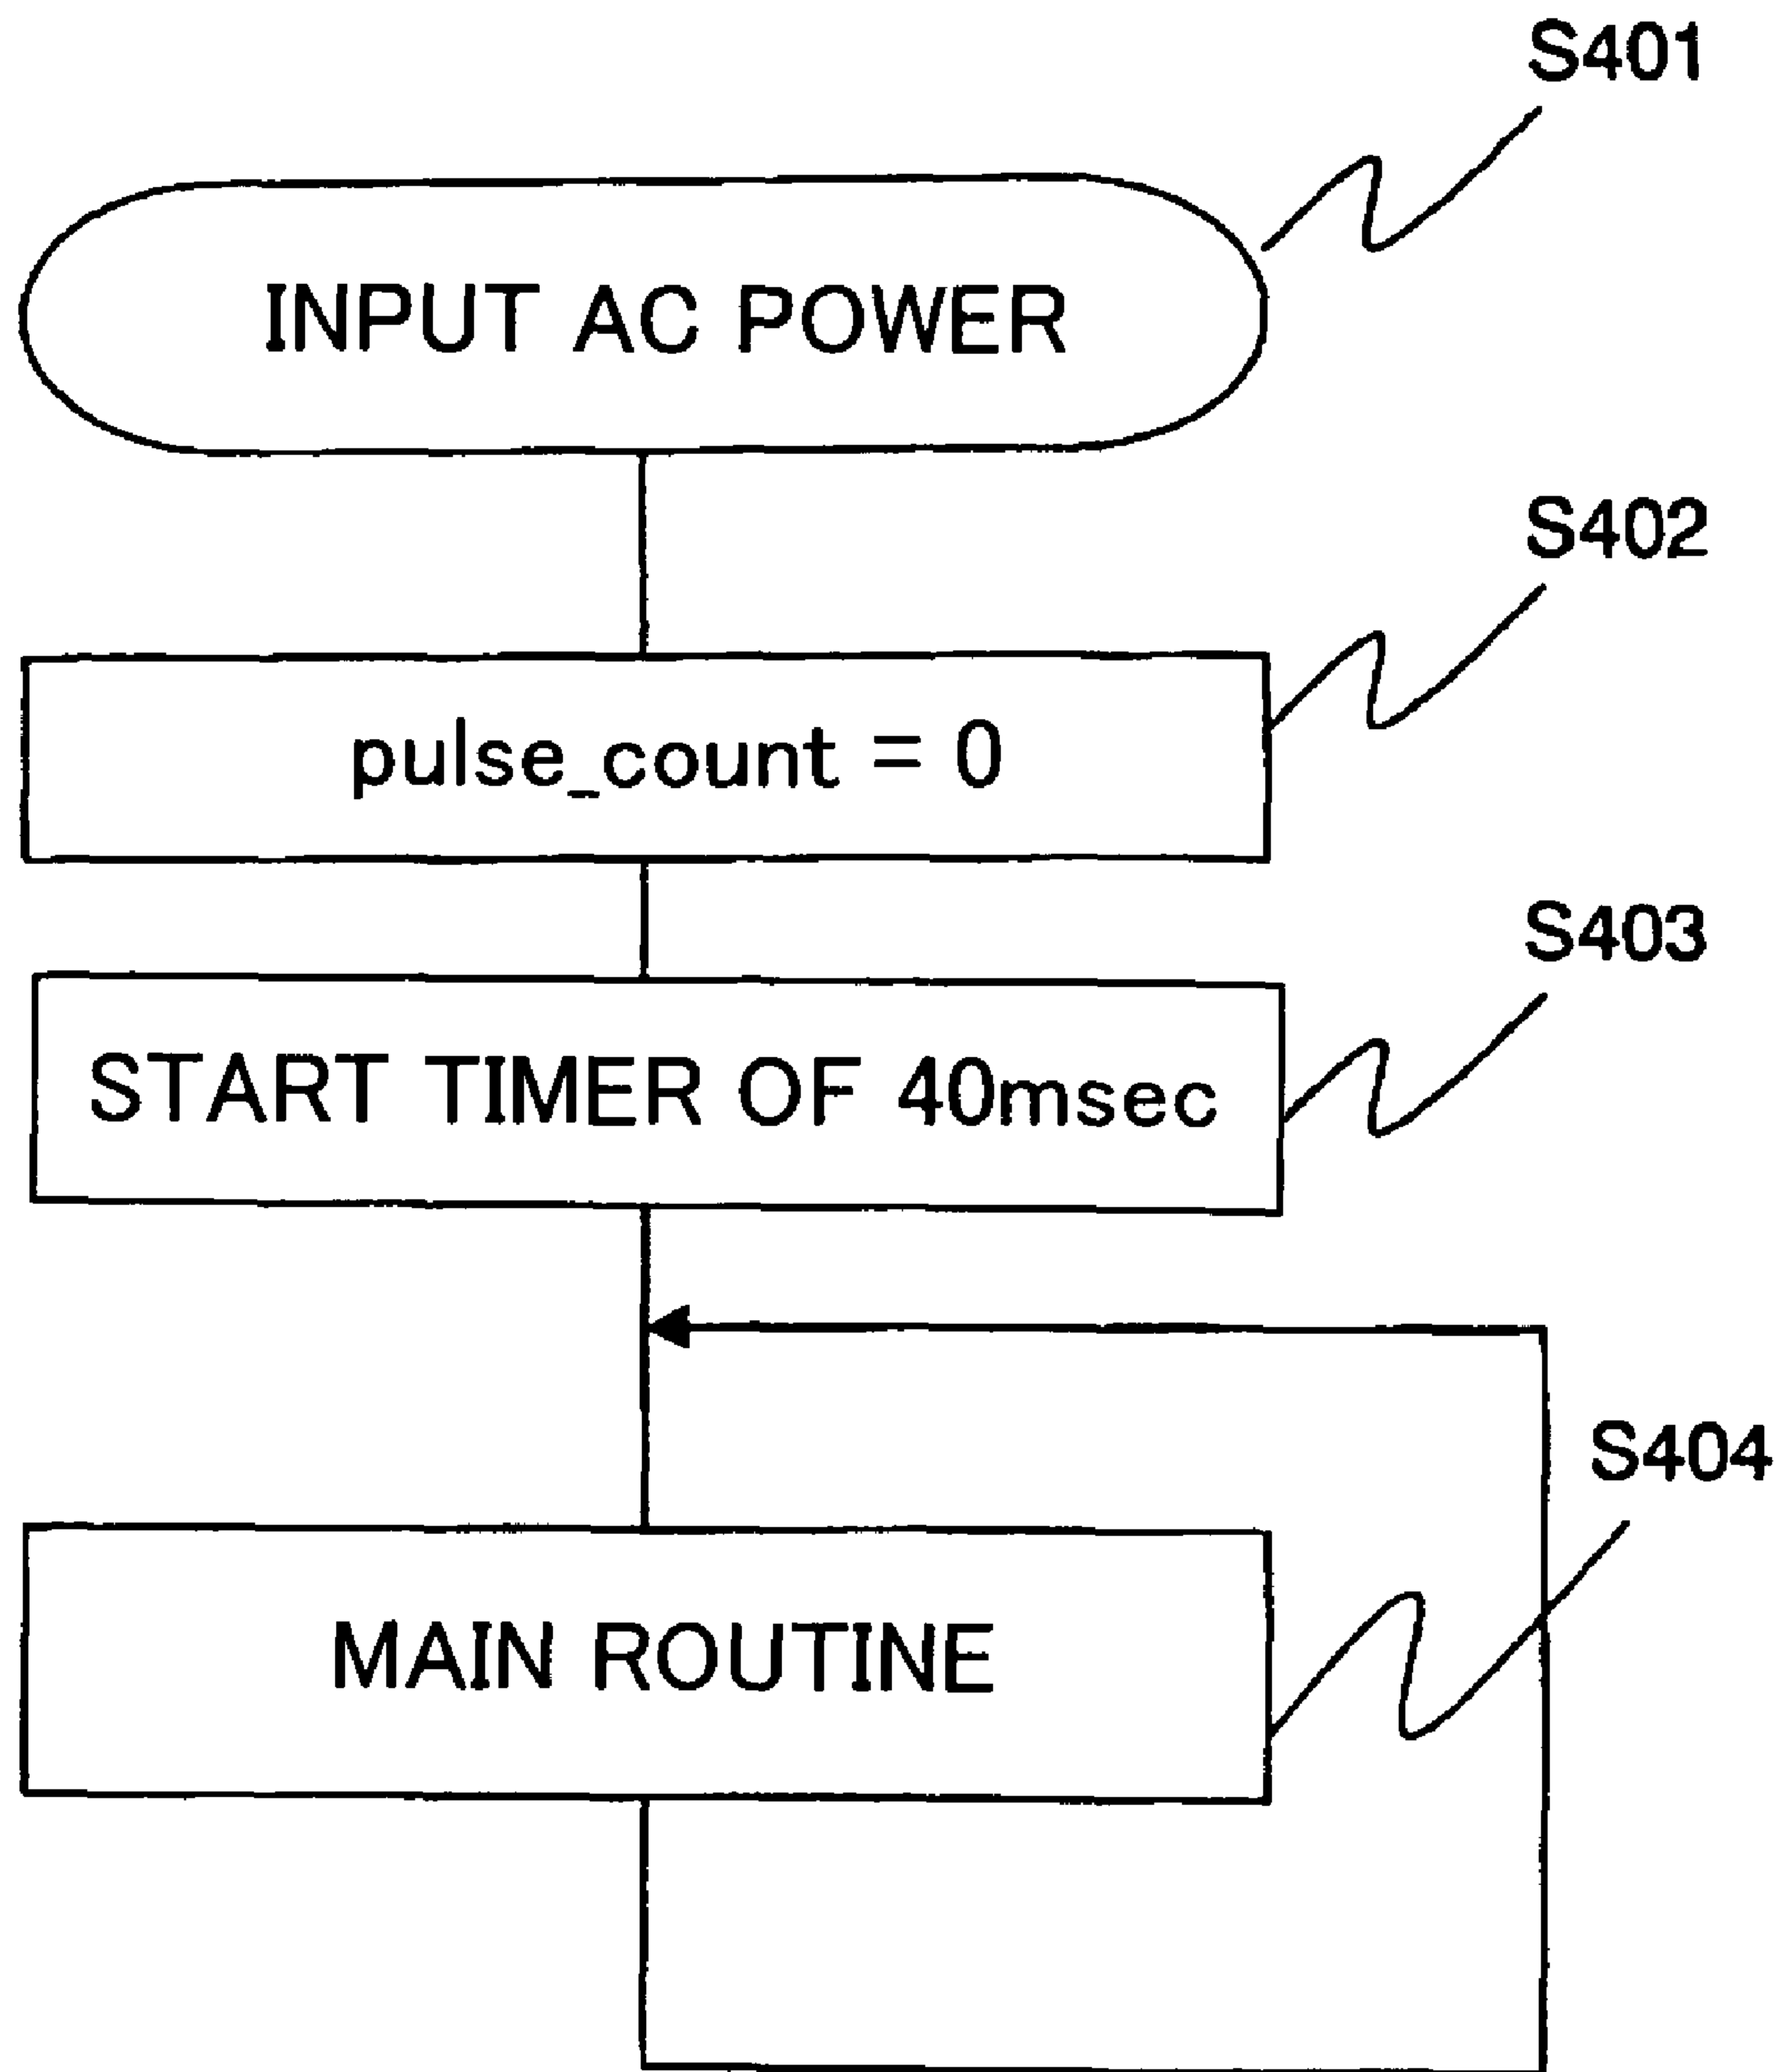 S401
INPUT AC POWER
S402
pulse_count = 0
S403
START TIMER OF 40msec
S404
MAIN ROUTINE